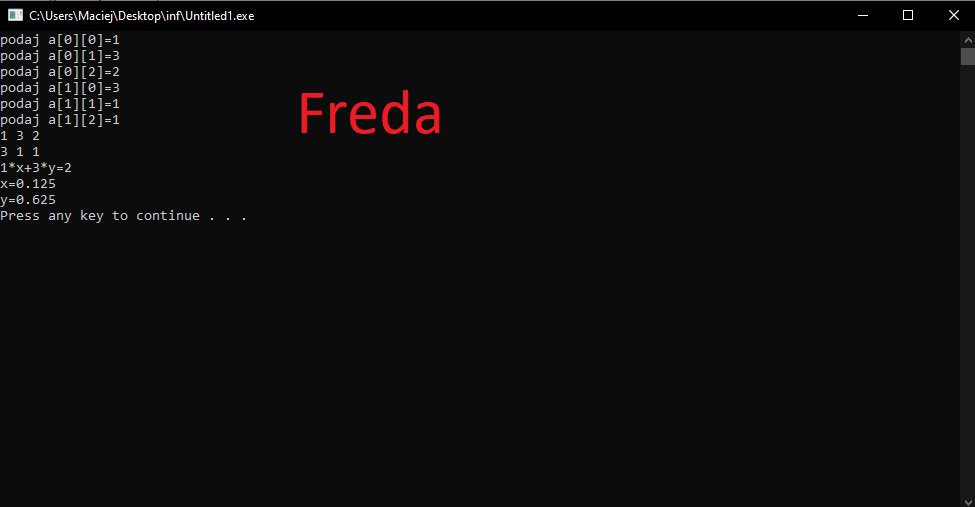 C:\Users\Maciej\Desktop\inf\Untitled1.exe
podaj a[0][0]=1
podaj a[0][1]=3
podaj a[0][2]=2
podaj a[1][0]=3
podaj a[1][1]=1
podaj a[1][2]=1
Freda
1 3 2
3 1 1
1*x+3*y=2
x=0.125
y=0.625
Press any key to continue . . .